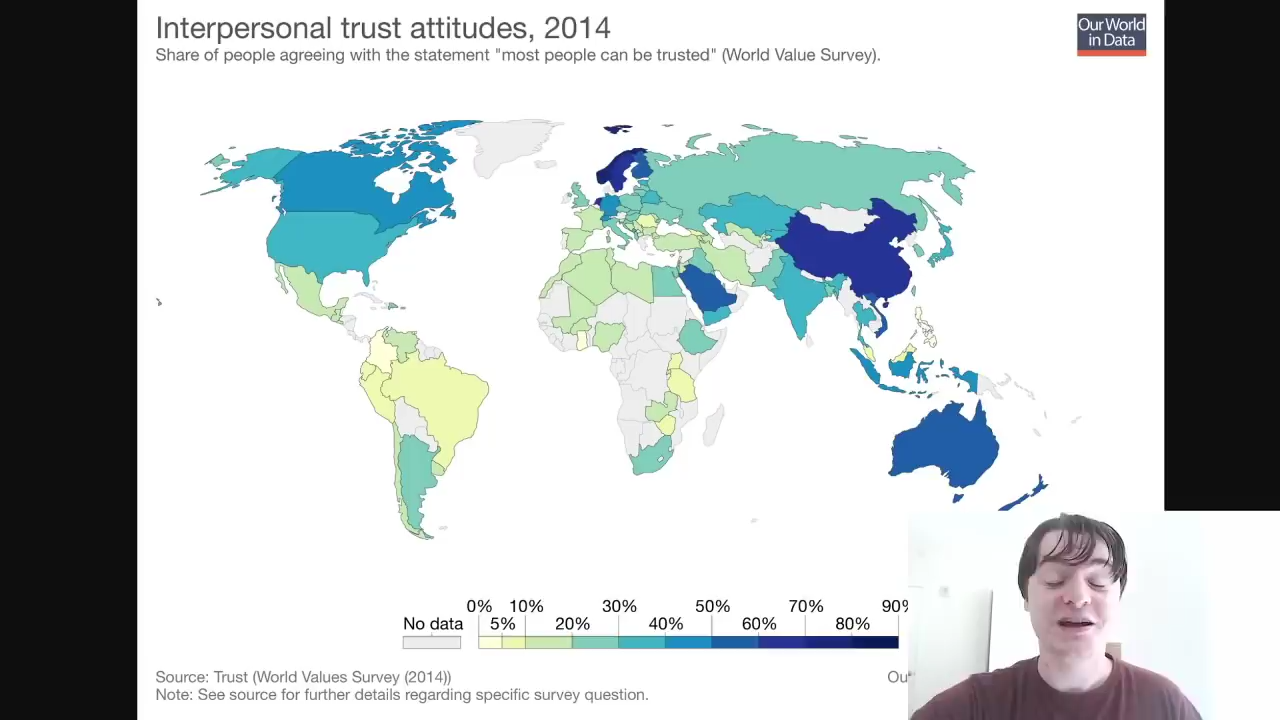 Interpersonal trust attitudes, 2014
Share of people agreeing with the statement "most people can be trusted" (World Value Survey).
Our World
in Data
0% 10% 30% 50% 70% 90%
No data 5% 20% 40% 60% 80%
Source: Trust (World Values Survey (2014))
Note: See source for further details regarding specific survey question.
Ou